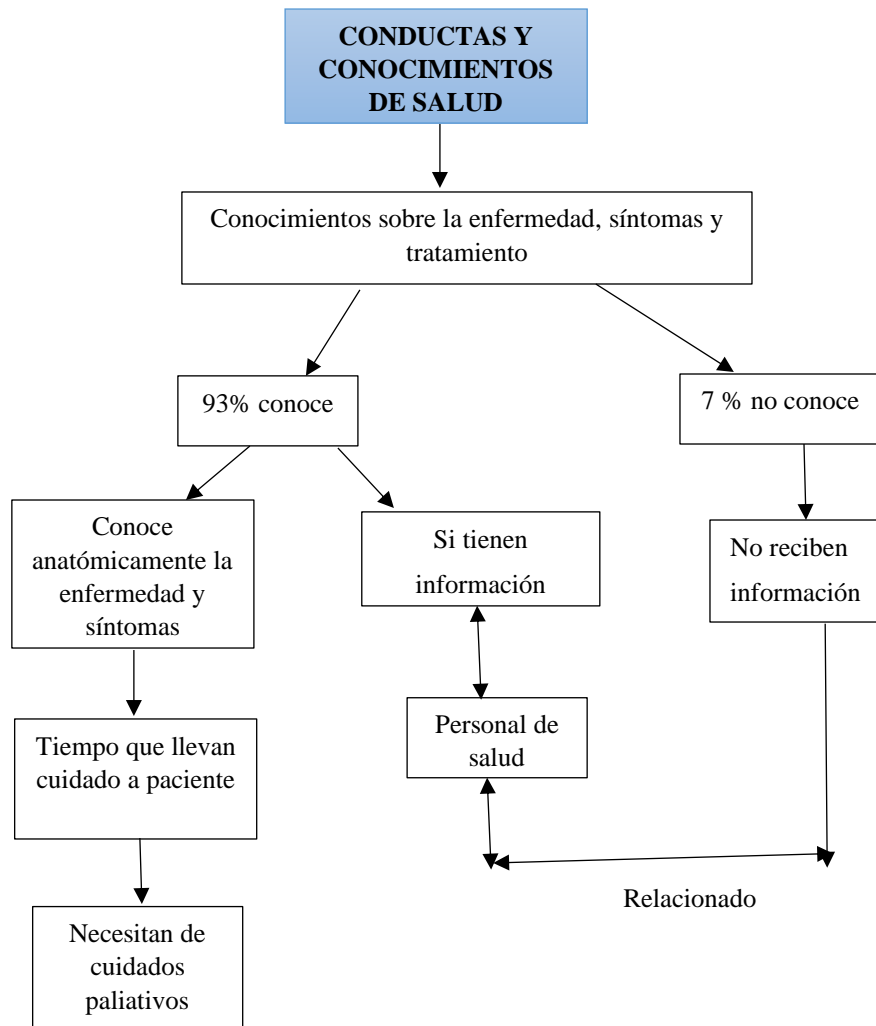 CONDUCTAS Y
CONOCIMIENTOS
DE SALUD
Conocimientos sobre la enfermedad, síntomas y
tratamiento
93% conoce
7 % no conoce
Conoce
anatómicamente la
enfermedad y
síntomas
Si tienen
información
No reciben
información
Tiempo que llevan
cuidado a paciente
Personal de
salud
Relacionado
Necesitan de
cuidados
paliativos